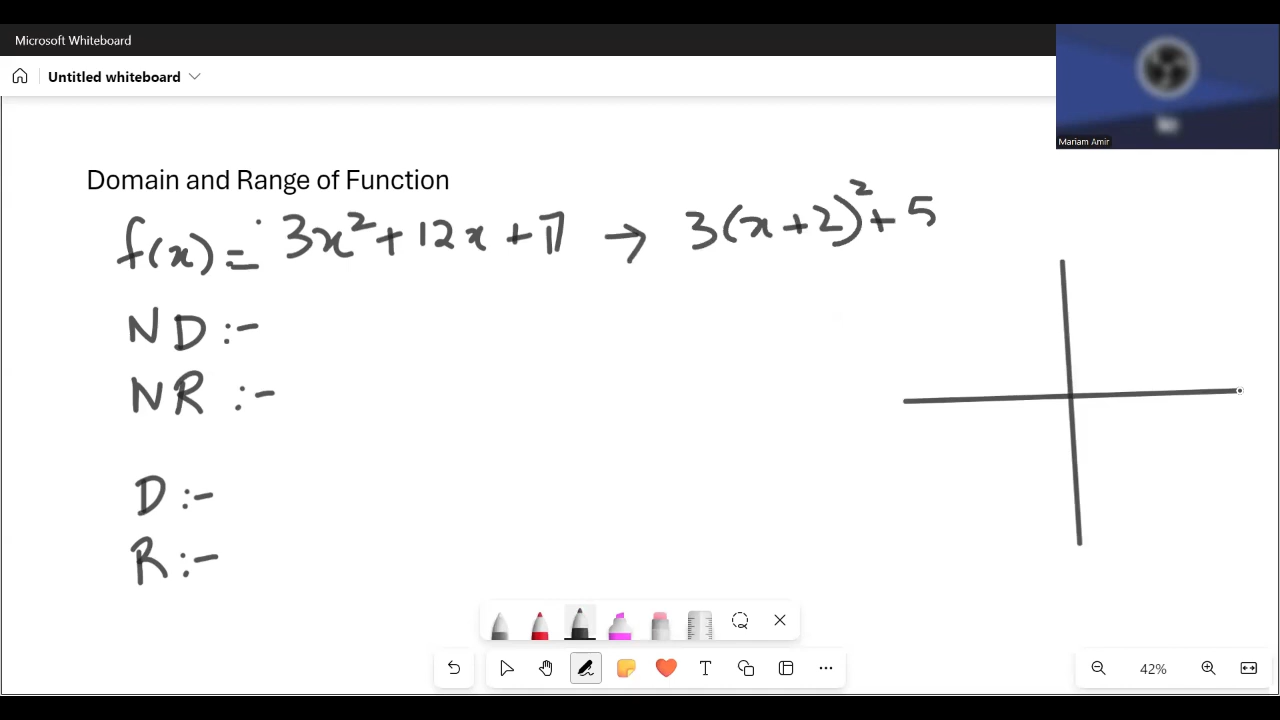 Microsoft Whiteboard
Untitled whiteboard
Mariam Amir
Domain and Range of Function
f(x) = 3x² + 12x + 17 → 3(x+2)² + 5
ND :-
NR :-
D :-
R :-
42%